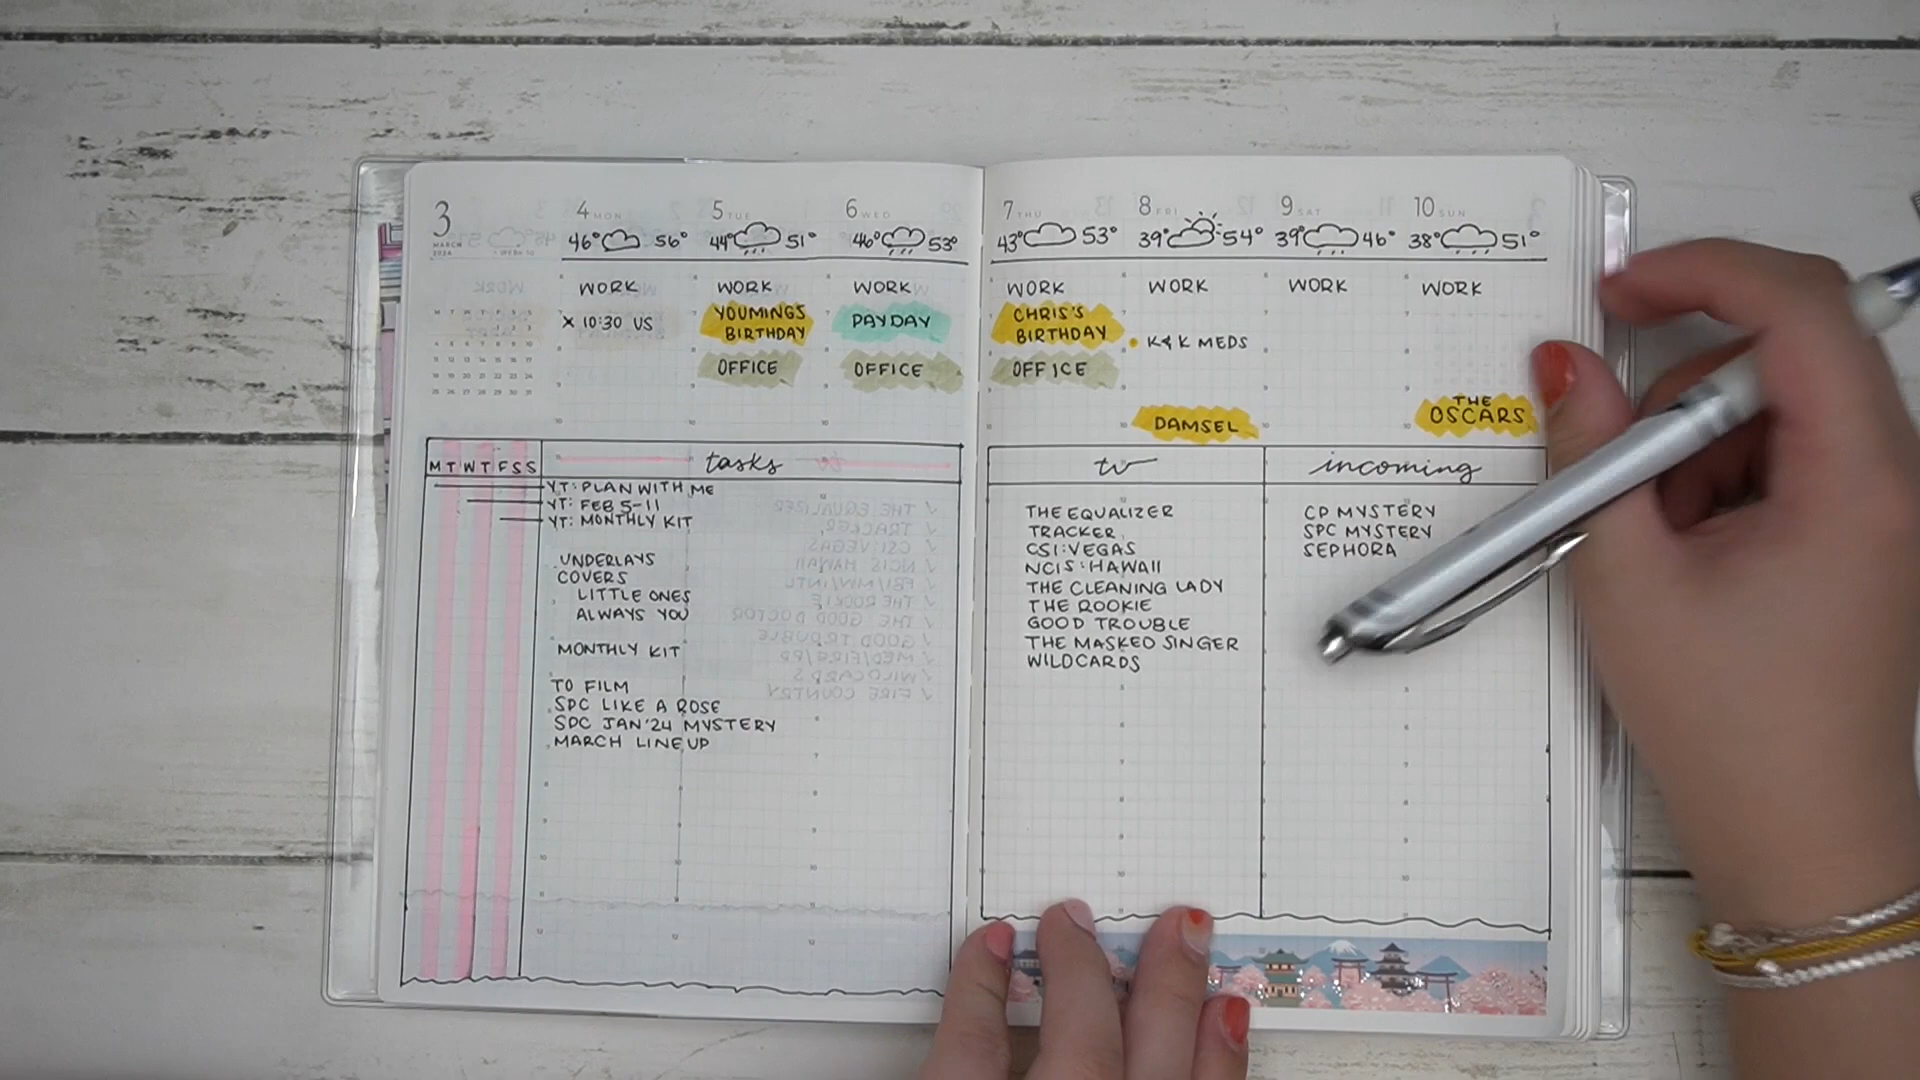 3
MARCH
2024
4 MON
46° 56°
WORK
× 10:30 US
5 TUE
44° 51°
WORK
YOUMING'S
BIRTHDAY
OFFICE
6 WED
46° 53°
WORK
PAYDAY
OFFICE
7 THU
43° 53°
WORK
CHRIS'S
BIRTHDAY
OFFICE
8 FRI
39° 54°
WORK
K & K MEDS
DAMSEL
9 SAT
39° 46°
WORK
10 SUN
38° 51°
WORK
THE
OSCARS
M T W T F S S
tasks
YT: PLAN WITH ME
YT: FEB 5-11
YT: MONTHLY KIT
UNDERLAYS
COVERS
LITTLE ONES
ALWAYS YOU
MONTHLY KIT
TO FILM
SPC LIKE A ROSE
SPC JAN'24 MYSTERY
MARCH LINEUP
tv
THE EQUALIZER
TRACKER
CSI: VEGAS
NCIS: HAWAII
THE CLEANING LADY
THE ROOKIE
GOOD TROUBLE
THE MASKED SINGER
WILDCARDS
incoming
CP MYSTERY
SPC MYSTERY
SEPHORA